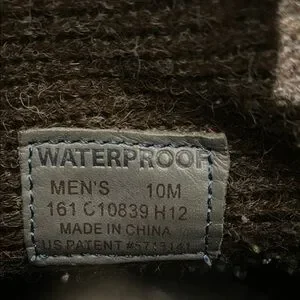 WATERPROOF
MEN'S 10M
161 C10839 H12
MADE IN CHINA
US PATENT